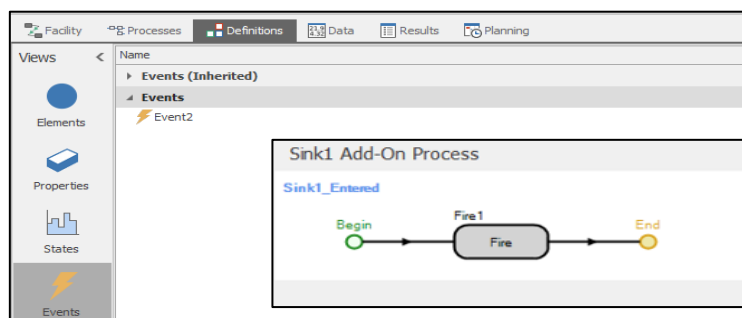 Facility Processes Definitions Data Results Planning
Views < Name
Events (Inherited)
Events
Event2
Elements
Properties
States
Events
Sink1 Add-On Process
Sink1_Entered
Begin Fire1 End
Fire